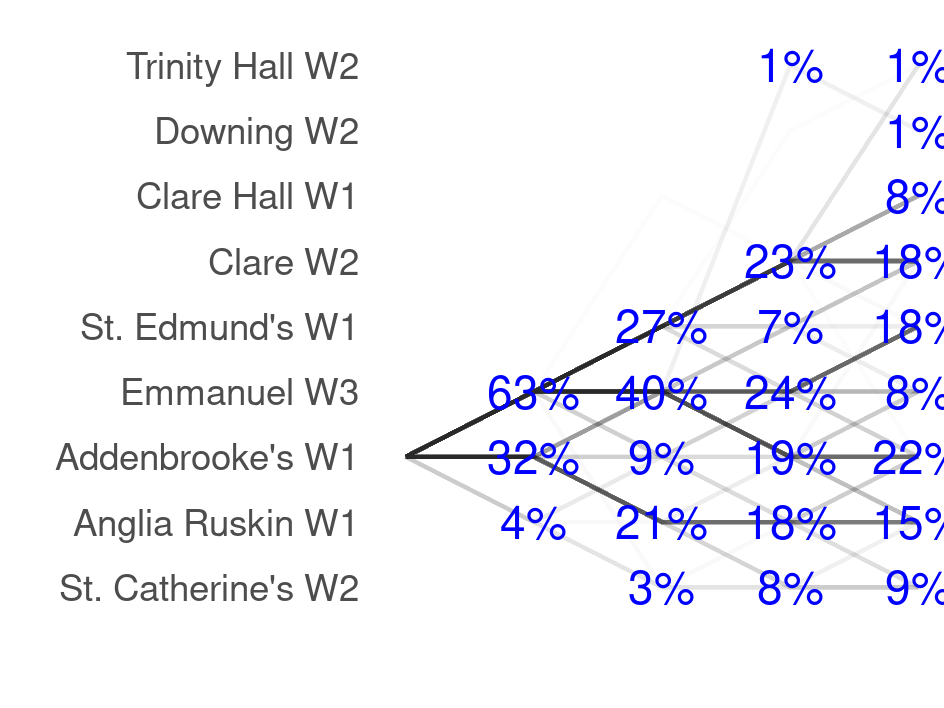 Trinity Hall W2 1% 1%
Downing W2 1%
Clare Hall W1 8%
Clare W2 23% 18%
St. Edmund's W1 27% 7% 18%
Emmanuel W3 63% 40% 24% 8%
Addenbrooke's W1 32% 9% 19% 22%
Anglia Ruskin W1 4% 21% 18% 15%
St. Catherine's W2 3% 8% 9%